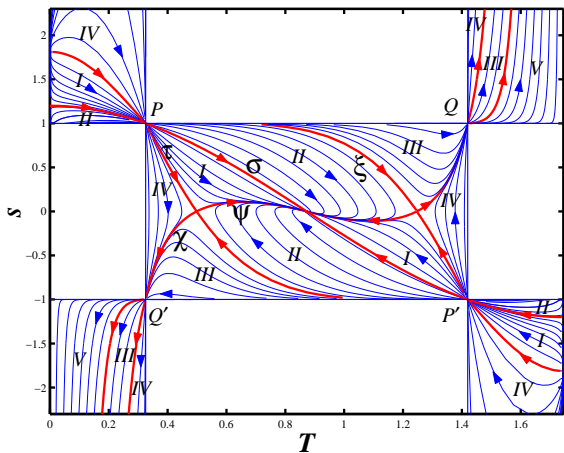 IV IV
2
I III V
P Q
II
1
τ III
I II
0.5 σ ξ
s IV IV
0 ψ
χ
−0.5 II I
III
−1
Q′ P′ II
−1.5 I
V III
−2 IV IV
0 0.2 0.4 0.6 0.8 1 1.2 1.4 1.6
T